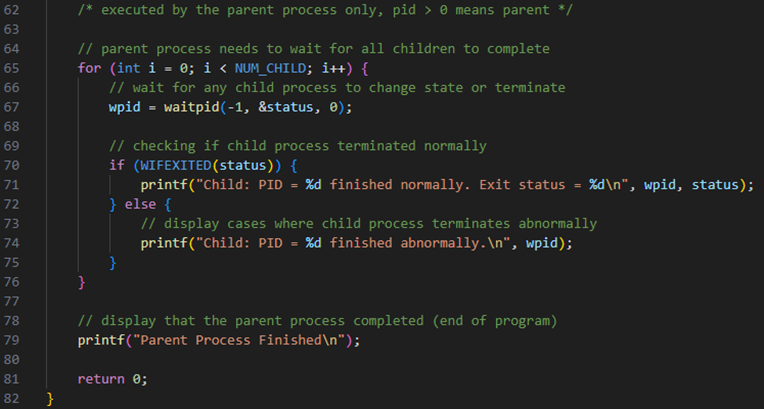 62 /* executed by the parent process only, pid > 0 means parent */
63
64 // parent process needs to wait for all children to complete
65 for (int i = 0; i < NUM_CHILD; i++) {
66 // wait for any child process to change state or terminate
67 wpid = waitpid(-1, &status, 0);
68
69 // checking if child process terminated normally
70 if (WIFEXITED(status)) {
71 printf("Child: PID = %d finished normally. Exit status = %d\n", wpid, status);
72 } else {
73 // display cases where child process terminates abnormally
74 printf("Child: PID = %d finished abnormally.\n", wpid);
75 }
76 }
77
78 // display that the parent process completed (end of program)
79 printf("Parent Process Finished\n");
80
81 return 0;
82 }